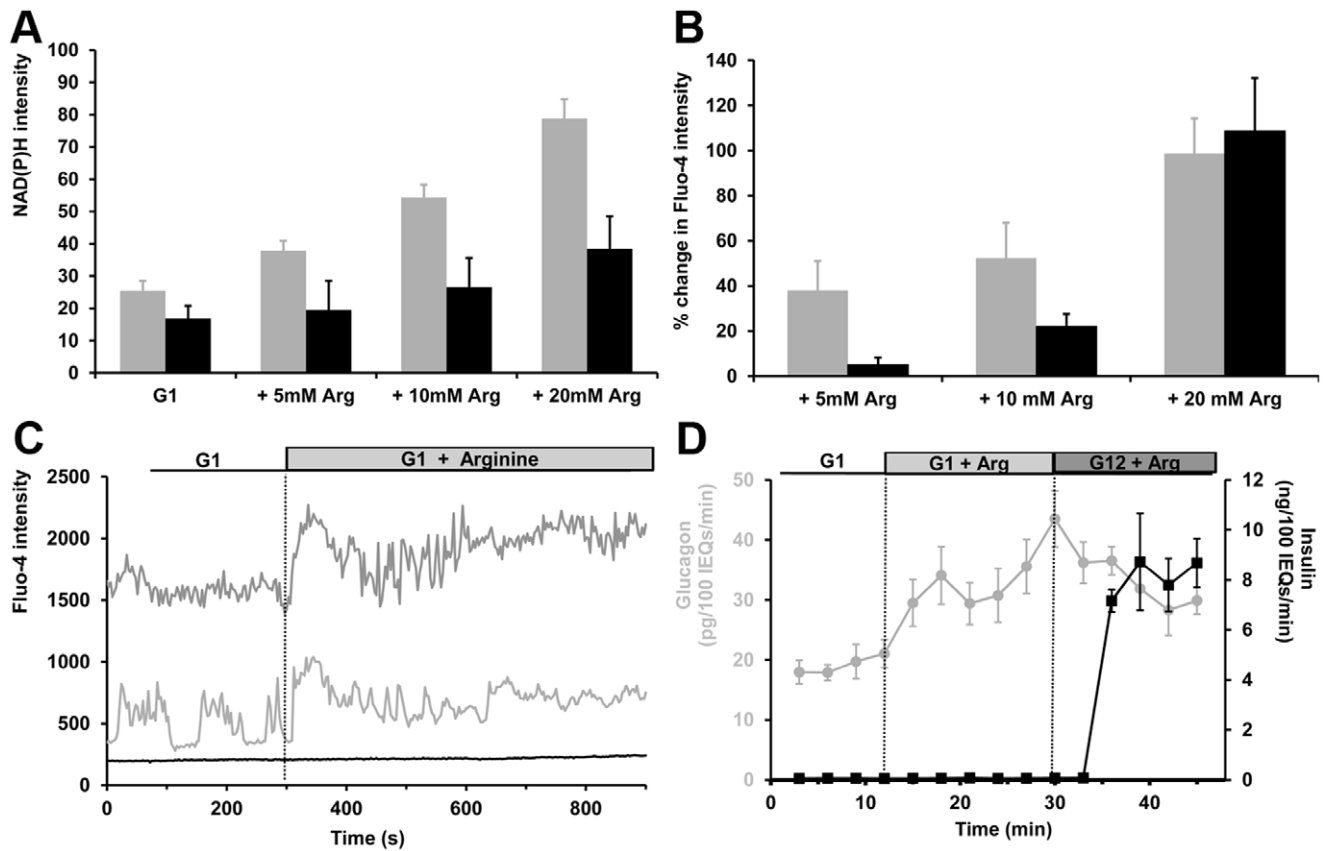 A
NAD(P)H intensity
100
90
80
70
60
50
40
30
20
10
0
G1
+ 5mM Arg
+ 10mM Arg
+ 20mM Arg
B
% change in Fluo-4 intensity
140
120
100
80
60
40
20
0
+ 5mM Arg
+ 10 mM Arg
+ 20 mM Arg
C
G1
G1 + Arginine
Fluo-4 intensity
2500
2000
1500
1000
500
0
0
200
400
600
800
Time (s)
D
G1
G1 + Arg
G12 + Arg
Glucagon
(pg/100 IEQs/min)
50
40
30
20
10
0
12
10
8
6
4
2
0
Insulin
(ng/100 IEQs/min)
0
10
20
30
40
Time (min)